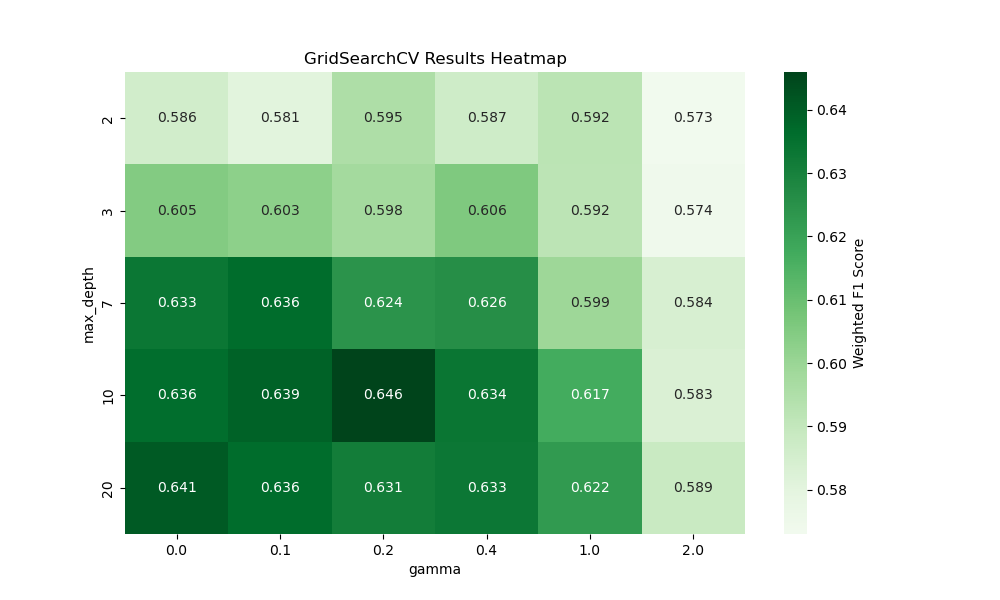 GridSearchCV Results Heatmap
max_depth
2 0.586 0.581 0.595 0.587 0.592 0.573
3 0.605 0.603 0.598 0.606 0.592 0.574
7 0.633 0.636 0.624 0.626 0.599 0.584
10 0.636 0.639 0.646 0.634 0.617 0.583
20 0.641 0.636 0.631 0.633 0.622 0.589
0.0 0.1 0.2 0.4 1.0 2.0
gamma
0.64
0.63
0.62
0.61
0.60
0.59
0.58
Weighted F1 Score